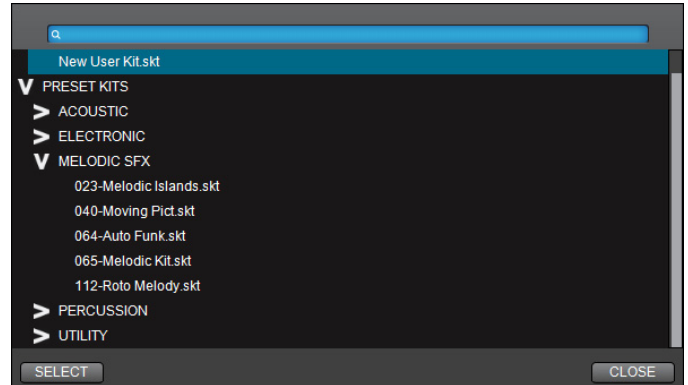 New User Kit.skt
PRESET KITS
ACOUSTIC
ELECTRONIC
MELODIC SFX
023-Melodic Islands.skt
040-Moving Pict.skt
064-Auto Funk.skt
065-Melodic Kit.skt
112-Roto Melody.skt
PERCUSSION
UTILITY
SELECT CLOSE